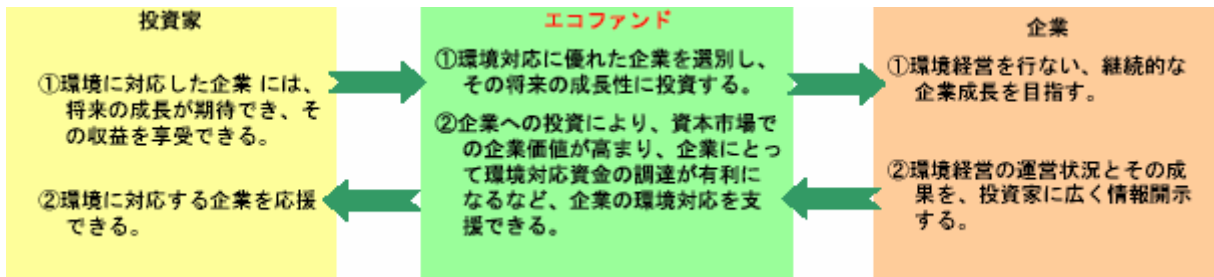 投資家
①環境に対応した企業 には、
将来の成長が期待でき、そ
の収益を享受できる。
②環境に対応する企業を応援
できる。
エコファンド
①環境対応に優れた企業を選別し、
その将来の成長性に投資する。
②企業への投資により、資本市場で
の企業価値が高まり、企業にとっ
て環境対応資金の調達が有利に
なるなど、企業の環境対応を支
援できる。
企業
①環境経営を行ない、継続的な
企業成長を目指す。
②環境経営の運営状況とその成
果を、投資家に広く情報開示
する。